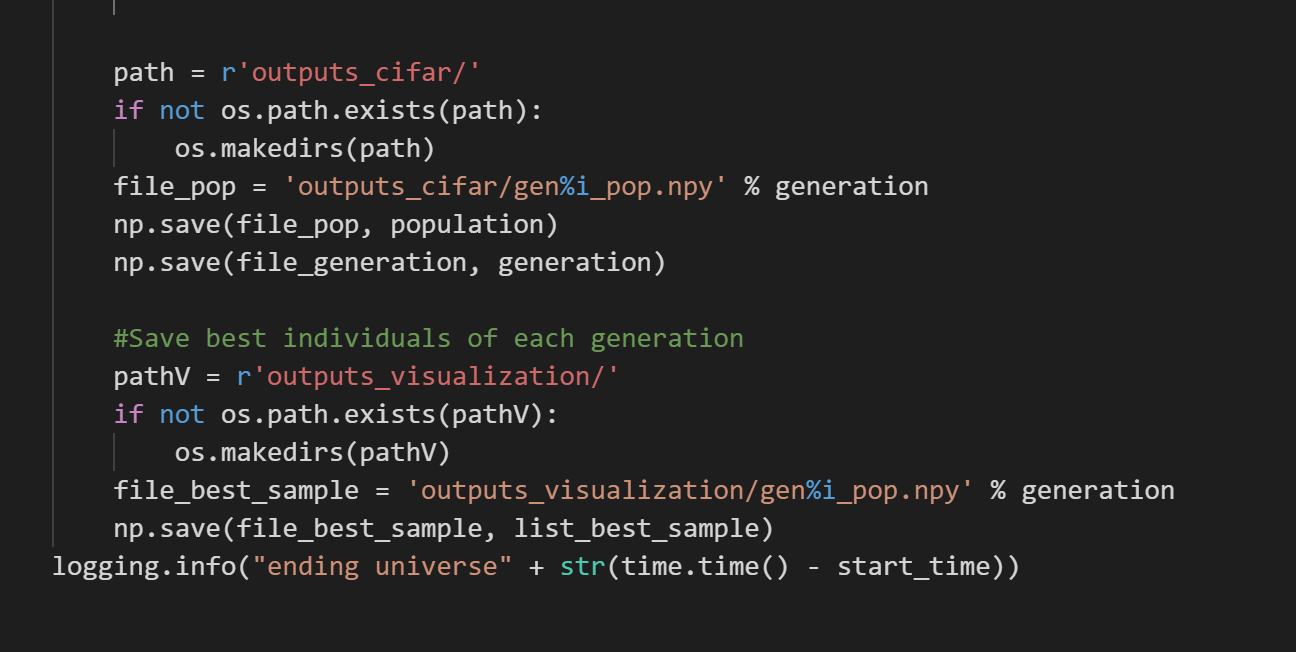 path = r'outputs_cifar/'
if not os.path.exists(path):
os.makedirs(path)
file_pop = 'outputs_cifar/gen%i_pop.npy' % generation
np.save(file_pop, population)
np.save(file_generation, generation)
#Save best individuals of each generation
pathV = r'outputs_visualization/'
if not os.path.exists(pathV):
os.makedirs(pathV)
file_best_sample = 'outputs_visualization/gen%i_pop.npy' % generation
np.save(file_best_sample, list_best_sample)
logging.info("ending universe" + str(time.time() - start_time))